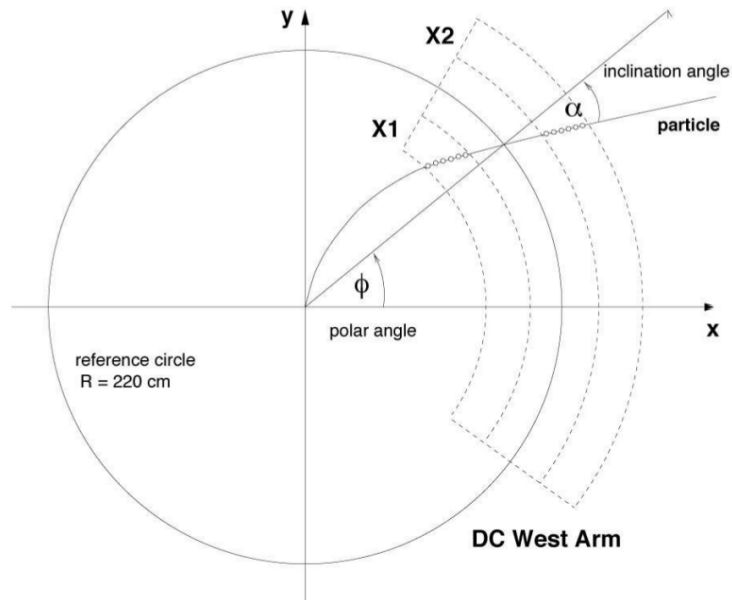 y
X2
inclination angle
α
X1
particle
ϕ
polar angle
x
reference circle
R = 220 cm
DC West Arm